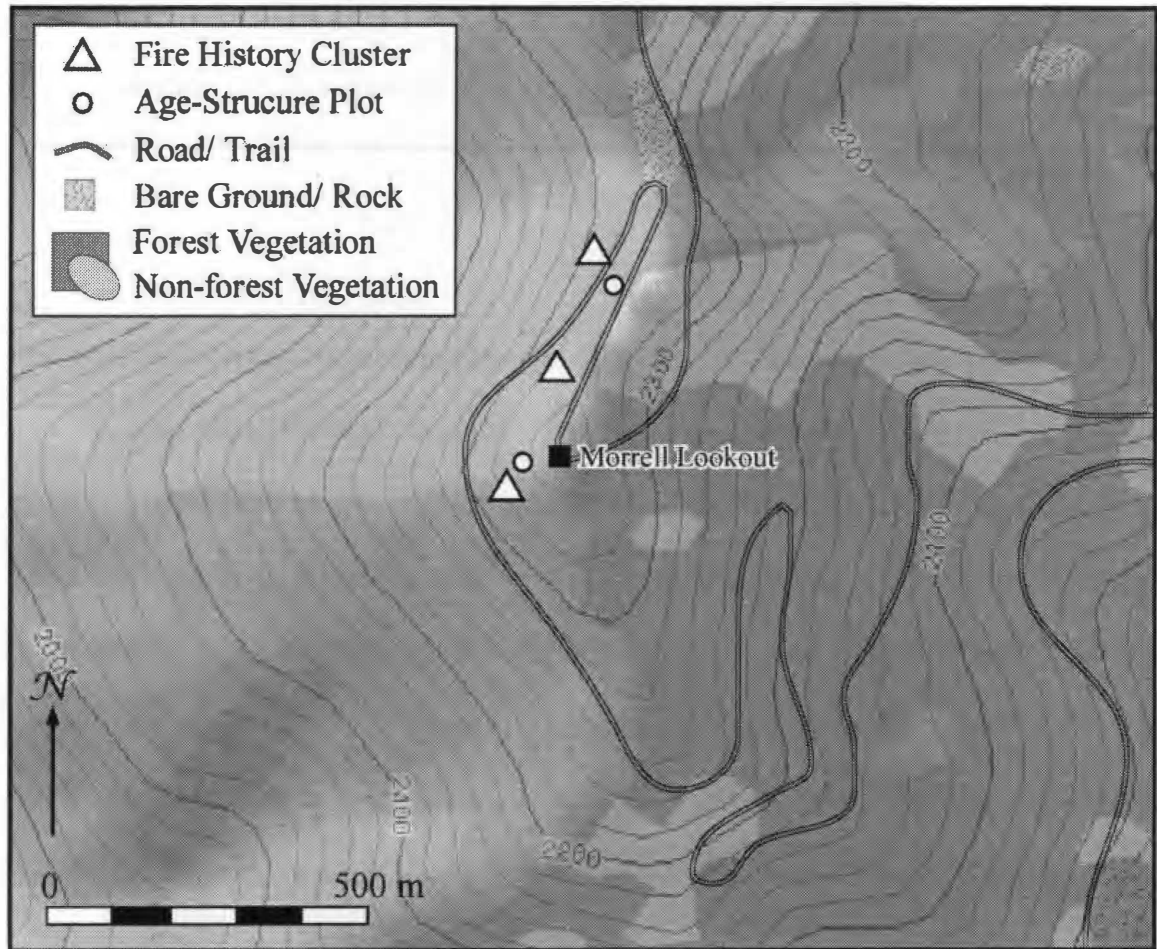 Fire History Cluster
Age-Strucure Plot
Road/ Trail
Bare Ground/ Rock
Forest Vegetation
Non-forest Vegetation
2200
2300
Morrell Lookout
2100
2000
N
2100
2200
0 500 m